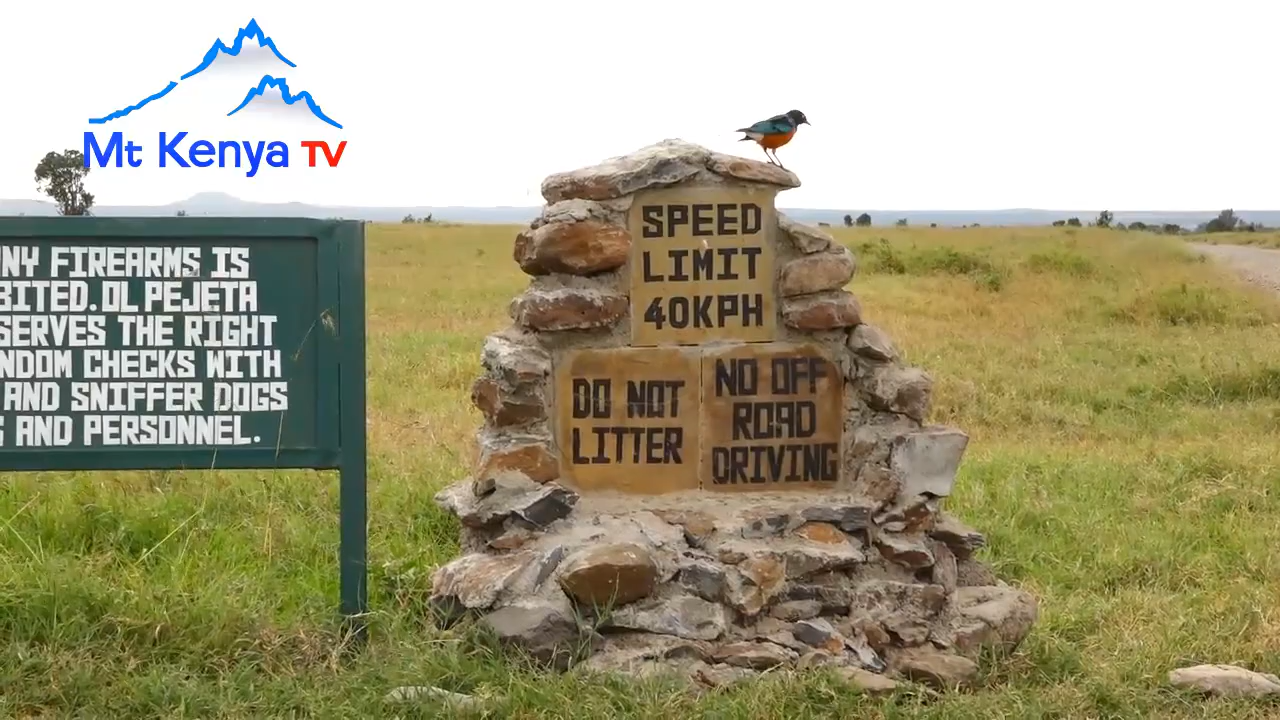 Mt Kenya TV
NY FIREARMS IS
BITED.OL PEJETA
SERVES THE RIGHT
NDOM CHECKS WITH
AND SNIFFER DOGS
AND PERSONNEL.
SPEED
LIMIT
40KPH
DO NOT
LITTER
NO OFF
ROAD
DRIVING